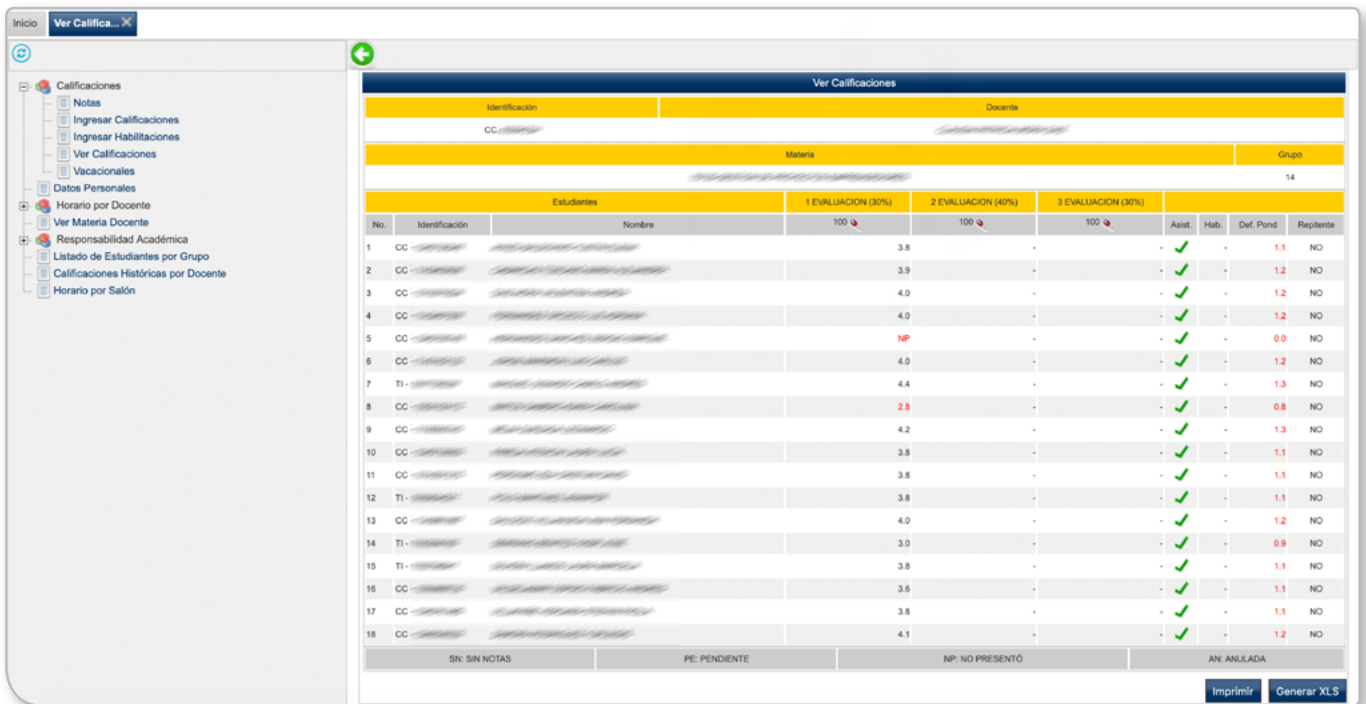 Inicio Ver Califica...
Calificaciones
Notas
Ingresar Calificaciones
Ingresar Habilitaciones
Ver Calificaciones
Vacacionales
Datos Personales
Horario por Docente
Ver Materia Docente
Responsabilidad Académica
Listado de Estudiantes por Grupo
Calificaciones Históricas por Docente
Horario por Salón
Ver Calificaciones
Identificación Docente
CC
Materia Grupo
14
Estudiantes 1 EVALUACION (30%) 2 EVALUACION (40%) 3 EVALUACION (30%)
No. Identificación Nombre 100 100 100 Asist. Hab. Def. Pond Repitente
1 CC - 3.8 - - - 1.1 NO
2 CC - 3.9 - - - 1.2 NO
3 CC - 4.0 - - - 1.2 NO
4 CC - 4.0 - - - 1.2 NO
5 CC - NP - - - 0.0 NO
6 CC - 4.0 - - - 1.2 NO
7 TI - 4.4 - - - 1.3 NO
8 CC - 2.8 - - - 0.8 NO
9 CC - 4.2 - - - 1.3 NO
10 CC - 3.8 - - - 1.1 NO
11 CC - 3.8 - - - 1.1 NO
12 TI - 3.8 - - - 1.1 NO
13 CC - 4.0 - - - 1.2 NO
14 TI - 3.0 - - - 0.9 NO
15 TI - 3.8 - - - 1.1 NO
16 CC - 3.6 - - - 1.1 NO
17 CC - 3.8 - - - 1.1 NO
18 CC - 4.1 - - - 1.2 NO
SN: SIN NOTAS PE: PENDIENTE NP: NO PRESENTÓ AN: ANULADA
Imprimir Generar XLS